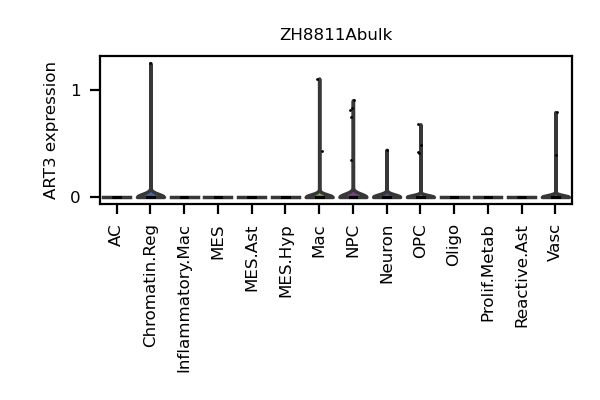 ZH8811Abulk
ART3 expression
1
0
AC
Chromatin.Reg
Inflammatory.Mac
MES
MES.Ast
MES.Hyp
Mac
NPC
Neuron
OPC
Oligo
Prolif.Metab
Reactive.Ast
Vasc